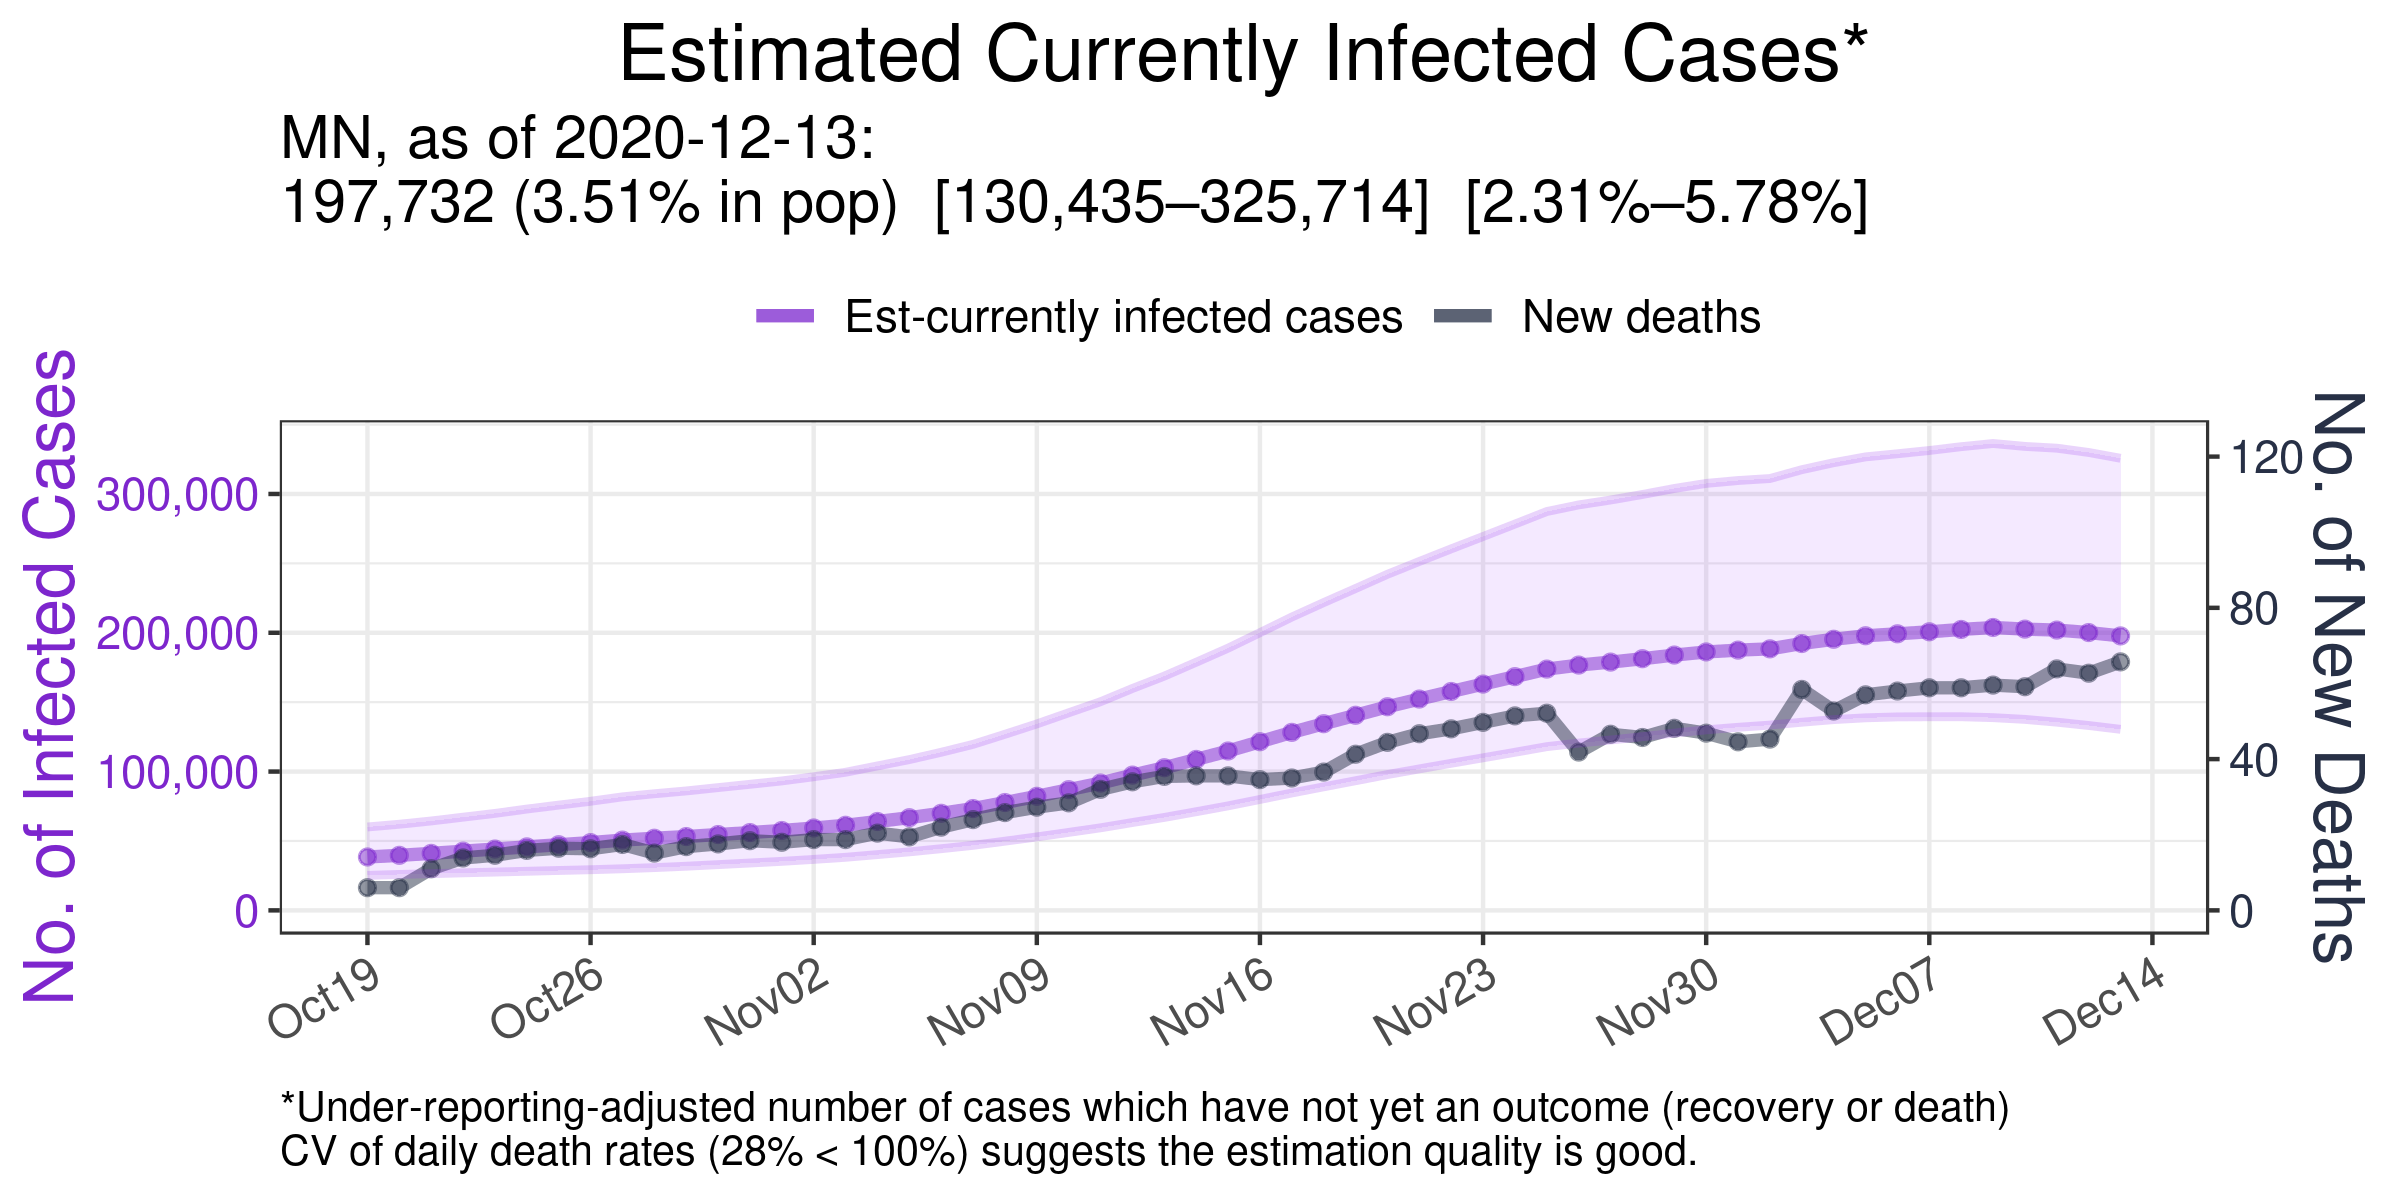 Estimated Currently Infected Cases*
MN, as of 2020-12-13:
197,732 (3.51% in pop)  [130,435–325,714]  [2.31%–5.78%]
Est-currently infected cases
New deaths
No. of Infected Cases
300,000
200,000
100,000
0
120
80
40
0
No. of New Deaths
Oct19
Oct26
Nov02
Nov09
Nov16
Nov23
Nov30
Dec07
Dec14
*Under-reporting-adjusted number of cases which have not yet an outcome (recovery or death)
CV of daily death rates (28% < 100%) suggests the estimation quality is good.